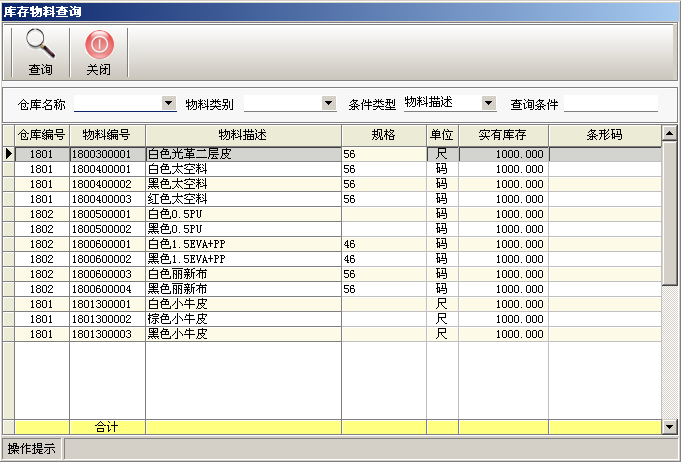 库存物料查询
查询 关闭
仓库名称 物料类别 条件类型 物料描述 查询条件
仓库编号 物料编号 物料描述 规格 单位 实有库存 条形码
1801 1800300001 白色光革二层皮 56 尺 1000.000
1801 1800400001 白色太空料 56 码 1000.000
1801 1800400002 黑色太空料 56 码 1000.000
1801 1800400003 红色太空料 56 码 1000.000
1802 1800500001 白色0.5PU 码 1000.000
1802 1800500002 黑色0.5PU 码 1000.000
1802 1800600001 白色1.5EVA+PP 46 码 1000.000
1802 1800600002 黑色1.5EVA+PP 46 码 1000.000
1802 1800600003 白色丽新布 56 码 1000.000
1802 1800600004 黑色丽新布 56 码 1000.000
1801 1801300001 白色小牛皮 尺 1000.000
1801 1801300002 棕色小牛皮 尺 1000.000
1801 1801300003 黑色小牛皮 尺 1000.000
合计
操作提示